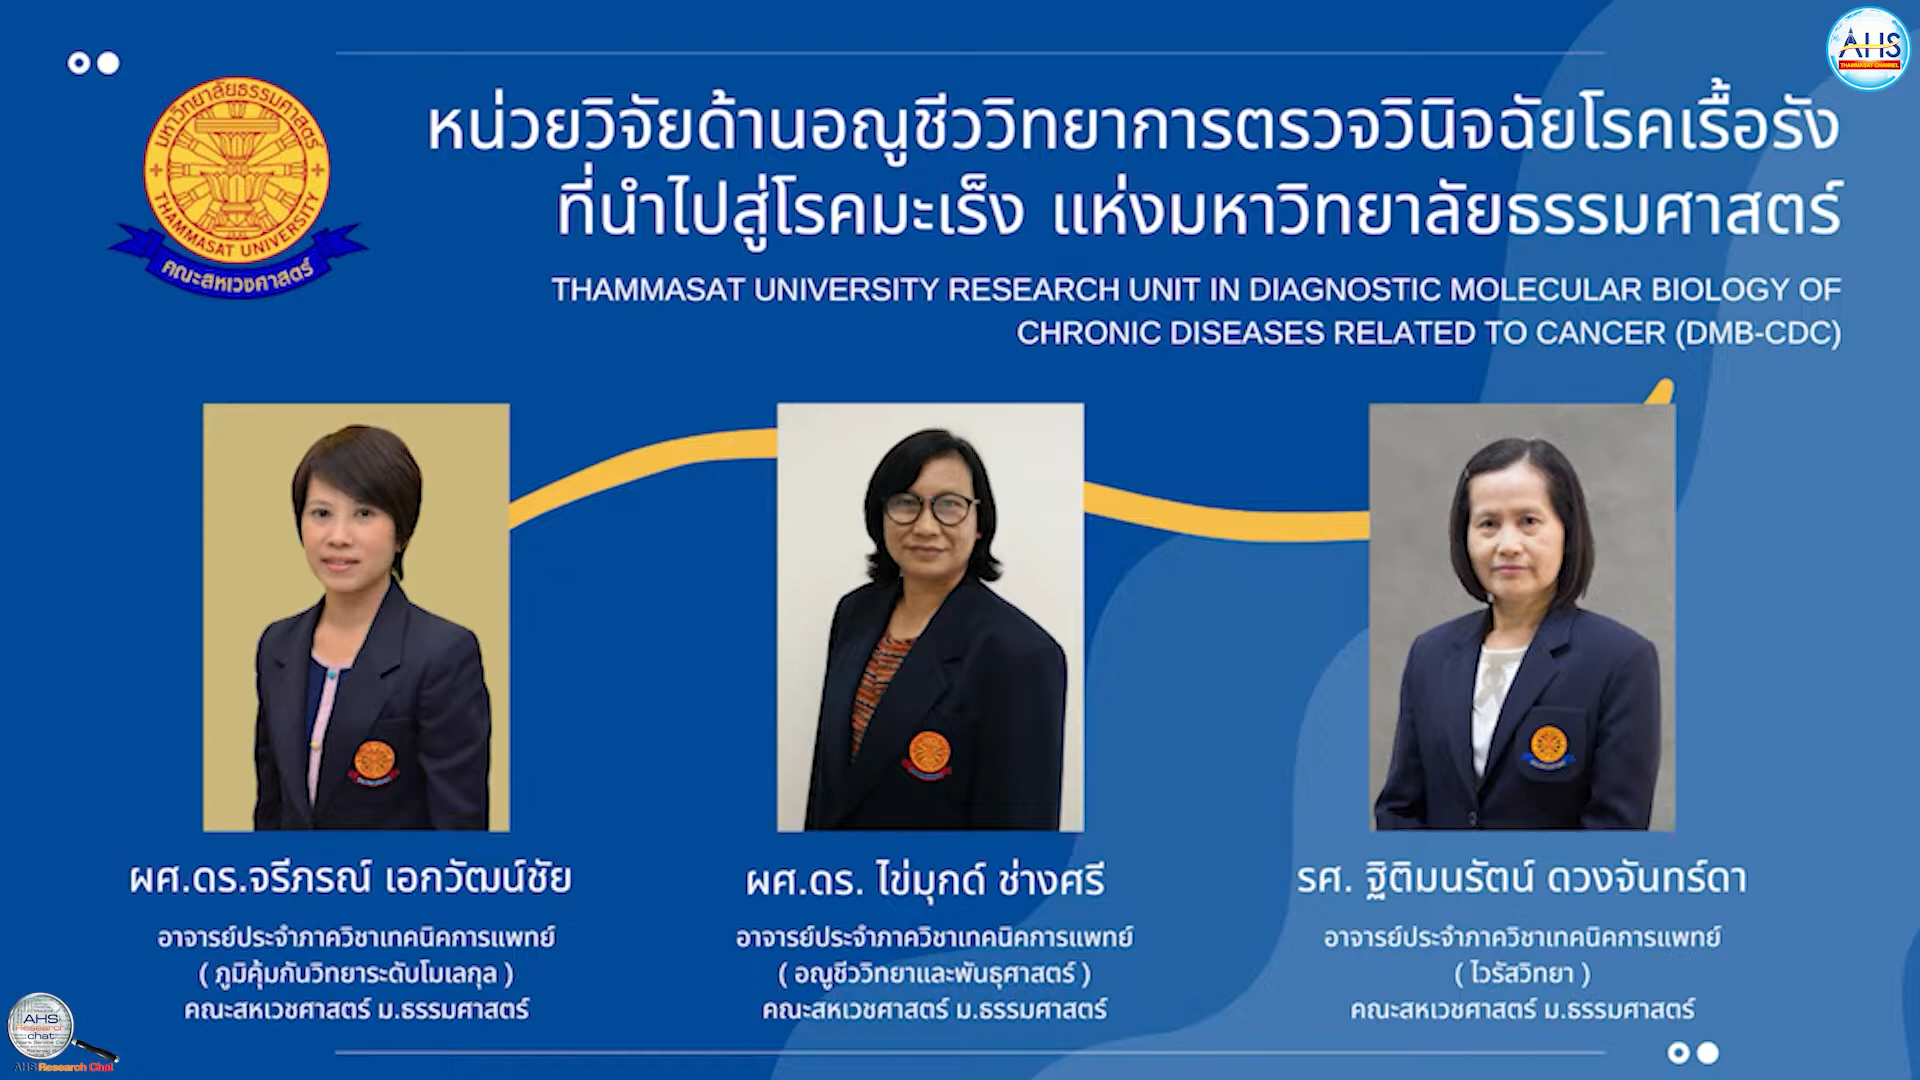 AHS
THAMMASAT CHANNEL
มหาวิทยาลัยธรรมศาสตร์
THAMMASAT UNIVERSITY
คณะสหเวชศาสตร์
หน่วยวิจัยด้านอณูชีววิทยาการตรวจวินิจฉัยโรคเรื้อรัง
ที่นำไปสู่โรคมะเร็ง แห่งมหาวิทยาลัยธรรมศาสตร์
THAMMASAT UNIVERSITY RESEARCH UNIT IN DIAGNOSTIC MOLECULAR BIOLOGY OF
CHRONIC DISEASES RELATED TO CANCER (DMB-CDC)
ผศ.ดร.จรีภรณ์ เอกวัฒน์ชัย
อาจารย์ประจำภาควิชาเทคนิคการแพทย์
( ภูมิคุ้มกันวิทยาระดับโมเลกุล )
คณะสหเวชศาสตร์ ม.ธรรมศาสตร์
ผศ.ดร. ไข่มุกด์ ช่างศรี
อาจารย์ประจำภาควิชาเทคนิคการแพทย์
( อณูชีววิทยาและพันธุศาสตร์ )
คณะสหเวชศาสตร์ ม.ธรรมศาสตร์
รศ. ฐิติมนรัตน์ ดวงจันทร์ดา
อาจารย์ประจำภาควิชาเทคนิคการแพทย์
( ไวรัสวิทยา )
คณะสหเวชศาสตร์ ม.ธรรมศาสตร์
AHS
Research
chat
AHS Research Chat